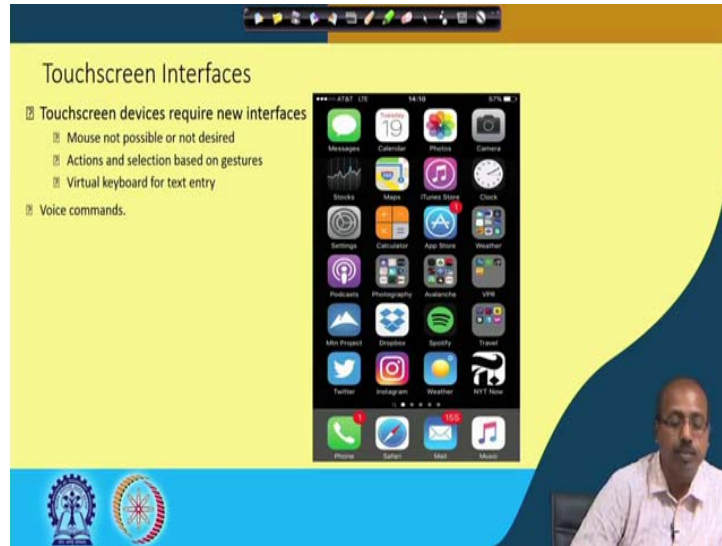 Touchscreen Interfaces
Touchscreen devices require new interfaces
Mouse not possible or not desired
Actions and selection based on gestures
Virtual keyboard for text entry
Voice commands.
AT&T LTE 14:10 57%
Tuesday
19
Messages Calendar Photos Camera
Stocks Maps iTunes Store Clock
1
Settings Calculator App Store Weather
Podcasts Photography Avalanche VPR
Mtn Project Dropbox Spotify Travel
Twitter Instagram Weather NYT Now
1 155
Phone Safari Mail Music